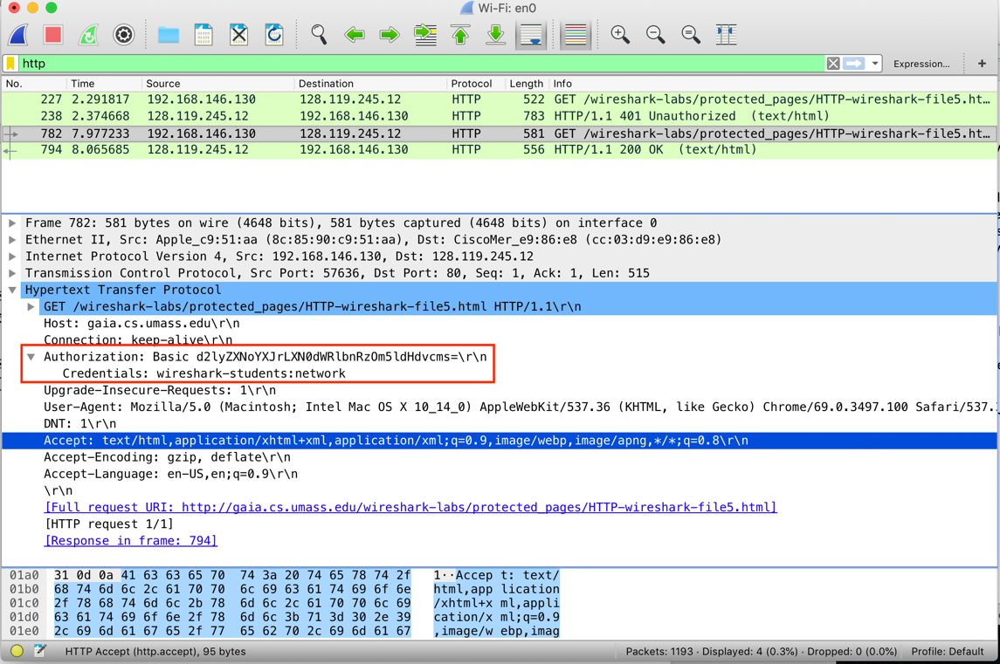 Wi-Fi: en0
http
Expression...
+
No. Time Source Destination Protocol Length Info
227 2.291817 192.168.146.130 128.119.245.12 HTTP 522 GET /wireshark-labs/protected_pages/HTTP-wireshark-file5.ht...
238 2.374668 128.119.245.12 192.168.146.130 HTTP 783 HTTP/1.1 401 Unauthorized (text/html)
782 7.977233 192.168.146.130 128.119.245.12 HTTP 581 GET /wireshark-labs/protected_pages/HTTP-wireshark-file5.ht...
794 8.065685 128.119.245.12 192.168.146.130 HTTP 556 HTTP/1.1 200 OK (text/html)
Frame 782: 581 bytes on wire (4648 bits), 581 bytes captured (4648 bits) on interface 0
Ethernet II, Src: Apple_c9:51:aa (8c:85:90:c9:51:aa), Dst: CiscoMer_e9:86:e8 (cc:03:d9:e9:86:e8)
Internet Protocol Version 4, Src: 192.168.146.130, Dst: 128.119.245.12
Transmission Control Protocol, Src Port: 57636, Dst Port: 80, Seq: 1, Ack: 1, Len: 515
Hypertext Transfer Protocol
GET /wireshark-labs/protected_pages/HTTP-wireshark-file5.html HTTP/1.1\r\n
Host: gaia.cs.umass.edu\r\n
Connection: keep-alive\r\n
Authorization: Basic d2lyZXNoYXJrLXN0dWRlbnRzOm5ldHdvcms=\r\n
Credentials: wireshark-students:network
Upgrade-Insecure-Requests: 1\r\n
User-Agent: Mozilla/5.0 (Macintosh; Intel Mac OS X 10_14_0) AppleWebKit/537.36 (KHTML, like Gecko) Chrome/69.0.3497.100 Safari/537.
DNT: 1\r\n
Accept: text/html,application/xhtml+xml,application/xml;q=0.9,image/webp,image/apng,*/*;q=0.8\r\n
Accept-Encoding: gzip, deflate\r\n
Accept-Language: en-US,en;q=0.9\r\n
\r\n
[Full request URI: http://gaia.cs.umass.edu/wireshark-labs/protected_pages/HTTP-wireshark-file5.html]
[HTTP request 1/1]
[Response in frame: 794]
01a0 31 0d 0a 41 63 63 65 70 74 3a 20 74 65 78 74 2f 1··Accep t: text/
01b0 68 74 6d 6c 2c 61 70 70 6c 69 63 61 74 69 6f 6e html,app lication
01c0 2f 78 68 74 6d 6c 2b 78 6d 6c 2c 61 70 70 6c 69 /xhtml+x ml,appli
01d0 63 61 74 69 6f 6e 2f 78 6d 6c 3b 71 3d 30 2e 39 cation/x ml;q=0.9
01e0 2c 69 6d 61 67 65 2f 77 65 62 70 2c 69 6d 61 67 ,image/w ebp,imag
HTTP Accept (http.accept), 95 bytes
Packets: 1193 · Displayed: 4 (0.3%) · Dropped: 0 (0.0%)
Profile: Default